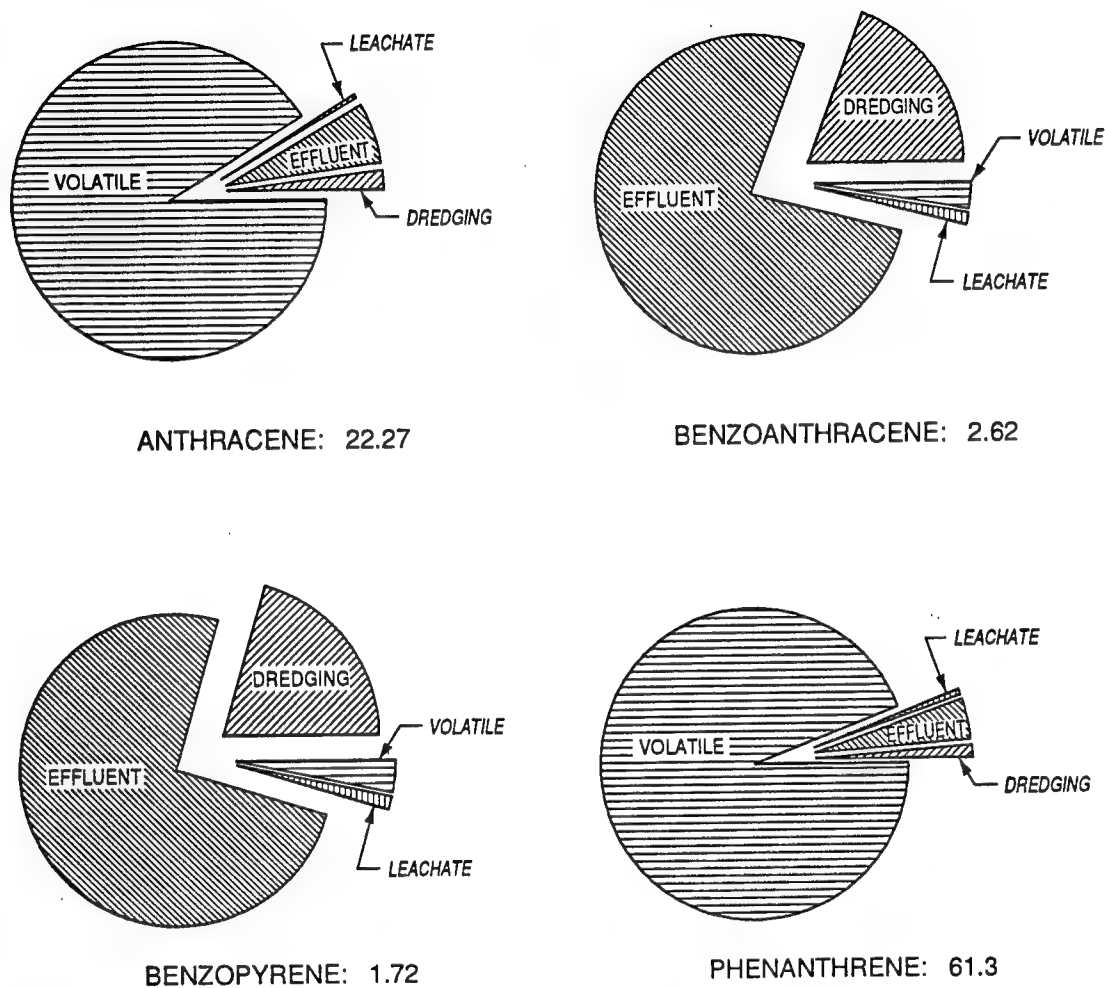 LEACHATE
VOLATILE
EFFLUENT
DREDGING
ANTHRACENE: 22.27
DREDGING
VOLATILE
EFFLUENT
LEACHATE
BENZOANTHRACENE: 2.62
DREDGING
VOLATILE
EFFLUENT
LEACHATE
BENZOPYRENE: 1.72
LEACHATE
EFFLUENT
VOLATILE
DREDGING
PHENANTHRENE: 61.3